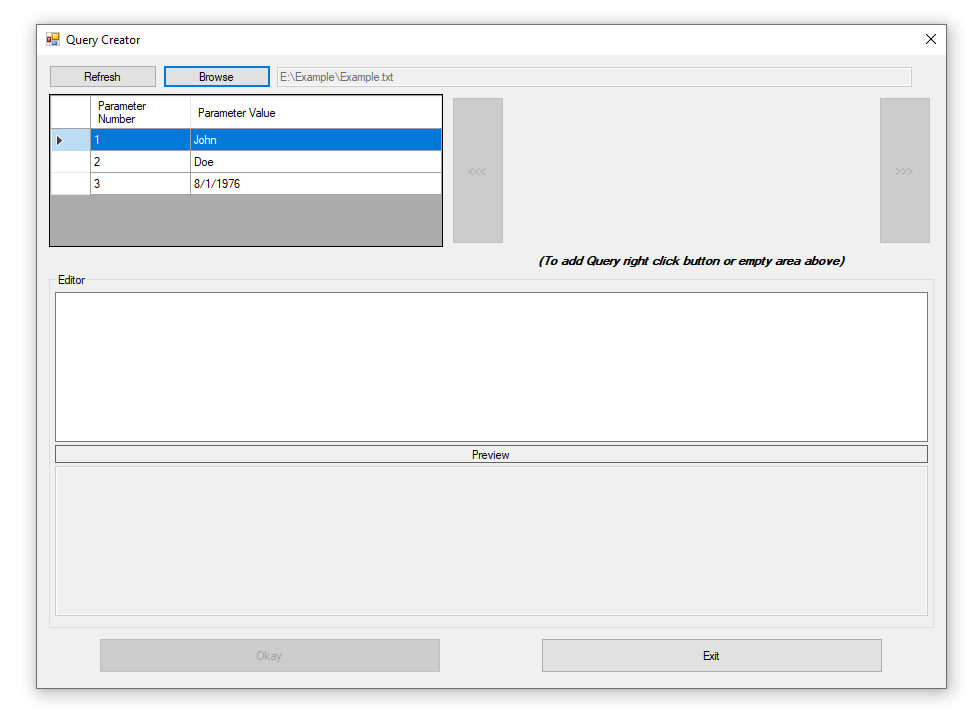 Query Creator
Refresh
Browse
E:\Example\Example.txt
Parameter
Number
Parameter Value
1
John
2
Doe
3
8/1/1976
<<<
>>>
(To add Query right click button or empty area above)
Editor
Preview
Okay
Exit